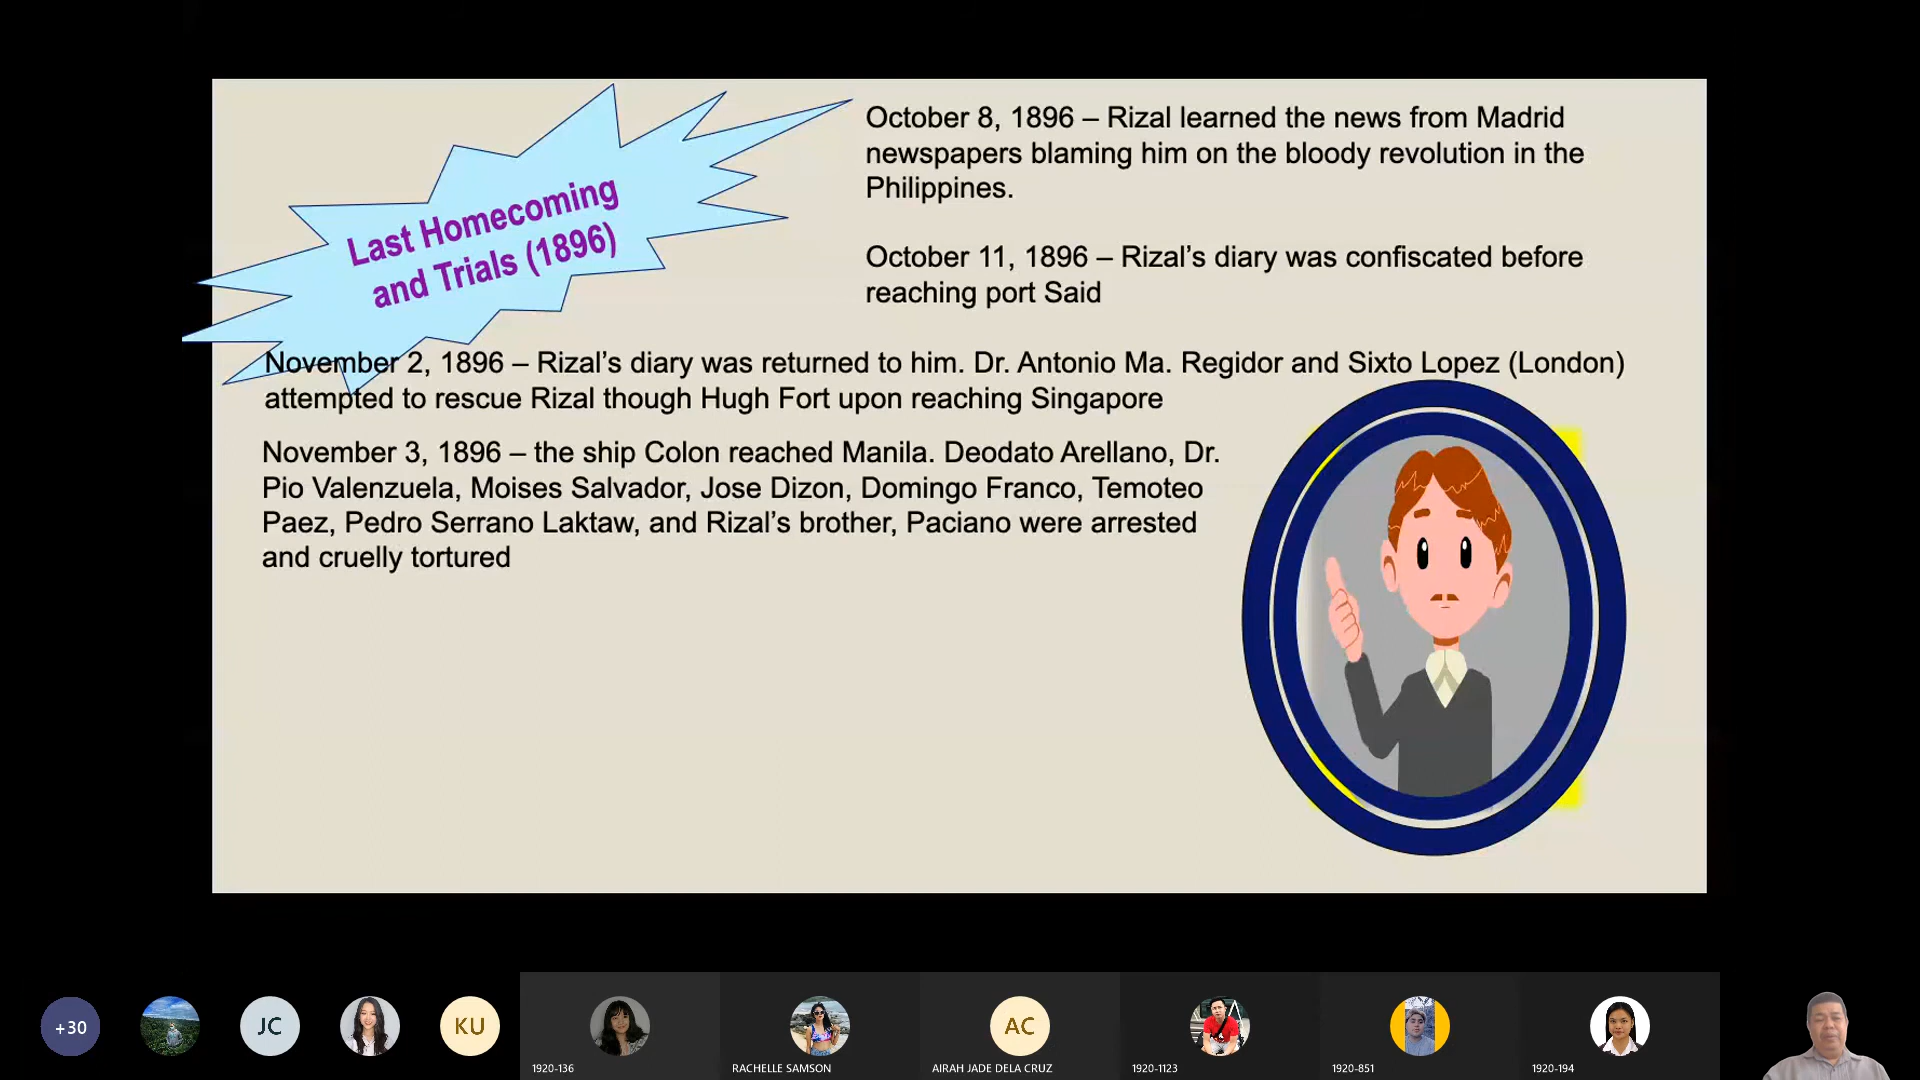 Last Homecoming
and Trials (1896)
October 8, 1896 – Rizal learned the news from Madrid
newspapers blaming him on the bloody revolution in the
Philippines.
October 11, 1896 – Rizal’s diary was confiscated before
reaching port Said
November 2, 1896 – Rizal’s diary was returned to him. Dr. Antonio Ma. Regidor and Sixto Lopez (London)
attempted to rescue Rizal though Hugh Fort upon reaching Singapore
November 3, 1896 – the ship Colon reached Manila. Deodato Arellano, Dr.
Pio Valenzuela, Moises Salvador, Jose Dizon, Domingo Franco, Temoteo
Paez, Pedro Serrano Laktaw, and Rizal’s brother, Paciano were arrested
and cruelly tortured
+30
JC
KU
AC
1920-136
RACHELLE SAMSON
AIRAH JADE DELA CRUZ
1920-1123
1920-851
1920-194